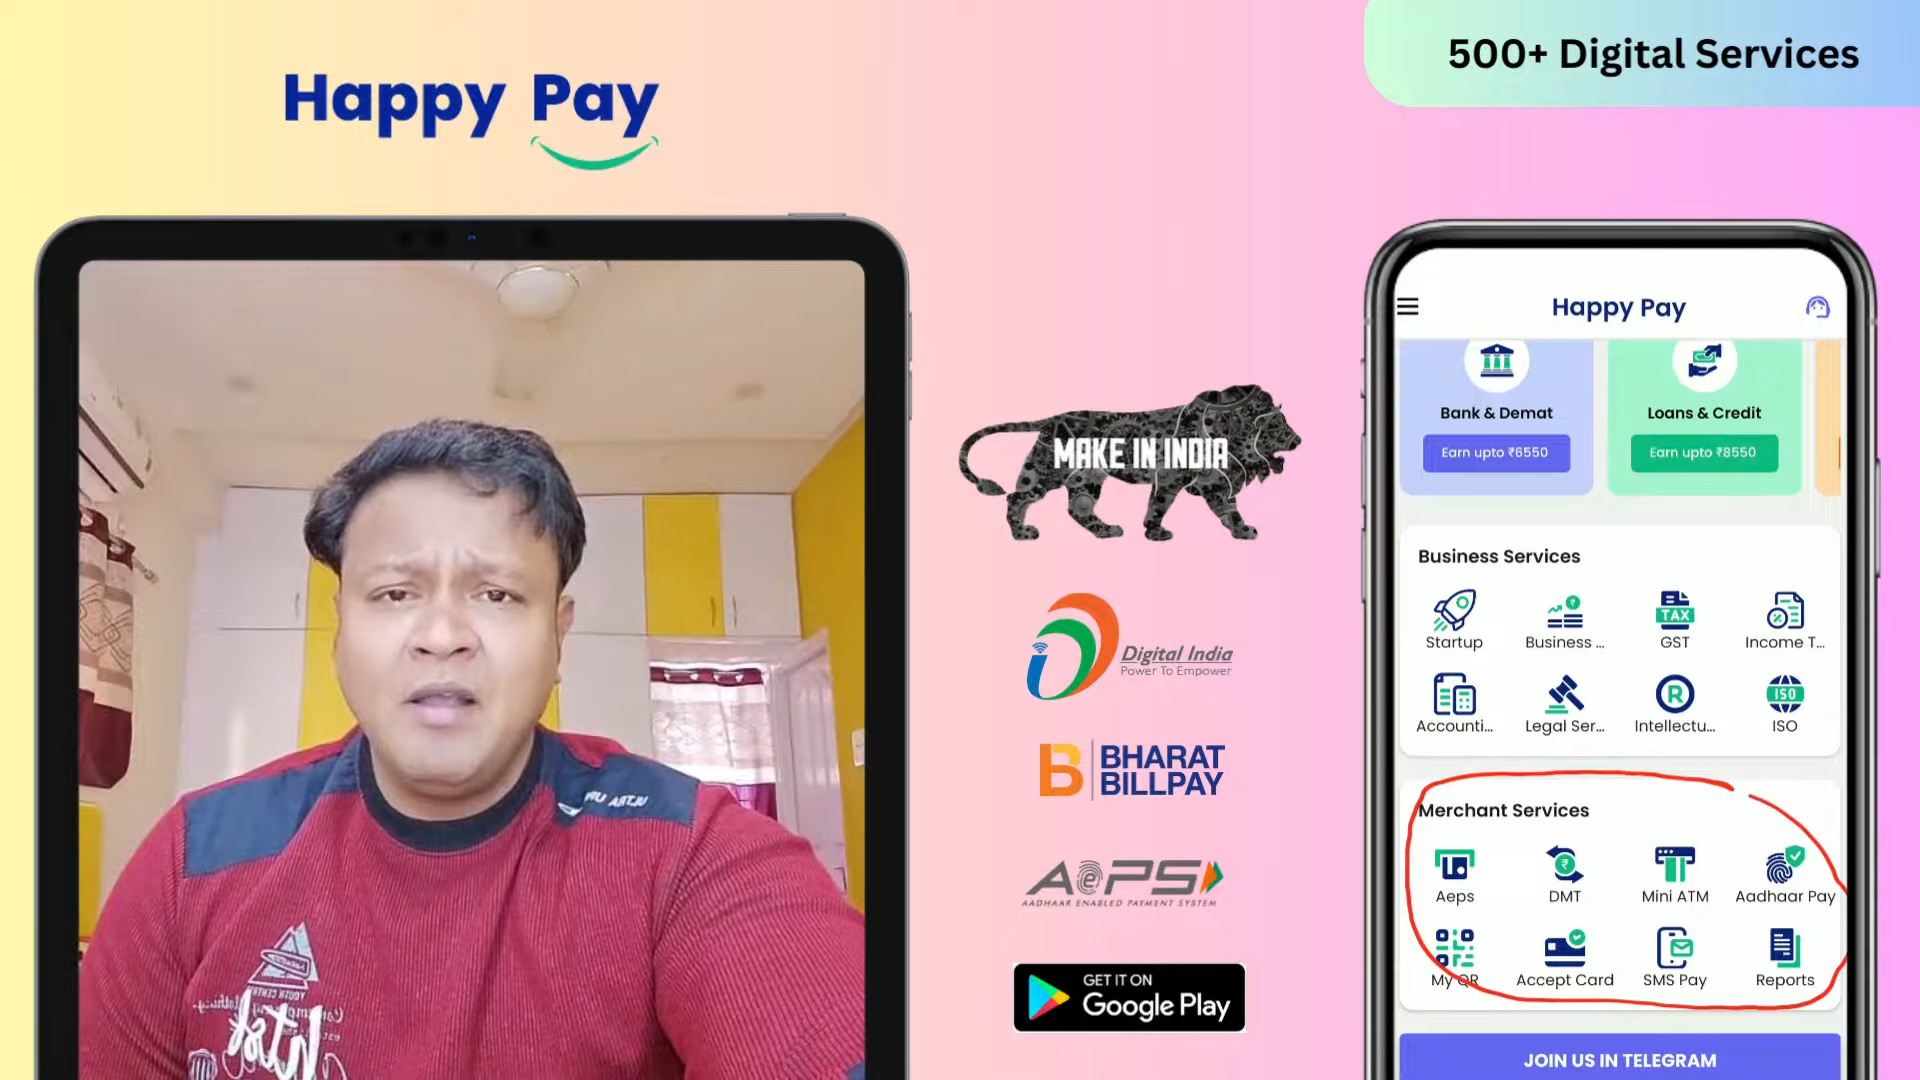 500+ Digital Services
Happy Pay
MAKE IN INDIA
Digital India
Power To Empower
BHARAT
BILLPAY
AePS
AADHAAR ENABLED PAYMENT SYSTEM
GET IT ON
Google Play
Happy Pay
Bank & Demat
Loans & Credit
Earn upto ₹6550
Earn upto ₹8550
Business Services
Startup
Business ...
GST
TAX
Income T...
Accounti...
Legal Ser...
Intellectu...
R
ISO
ISO
Merchant Services
Aeps
DMT
Mini ATM
Aadhaar Pay
My QR
Accept Card
SMS Pay
Reports
JOIN US IN TELEGRAM